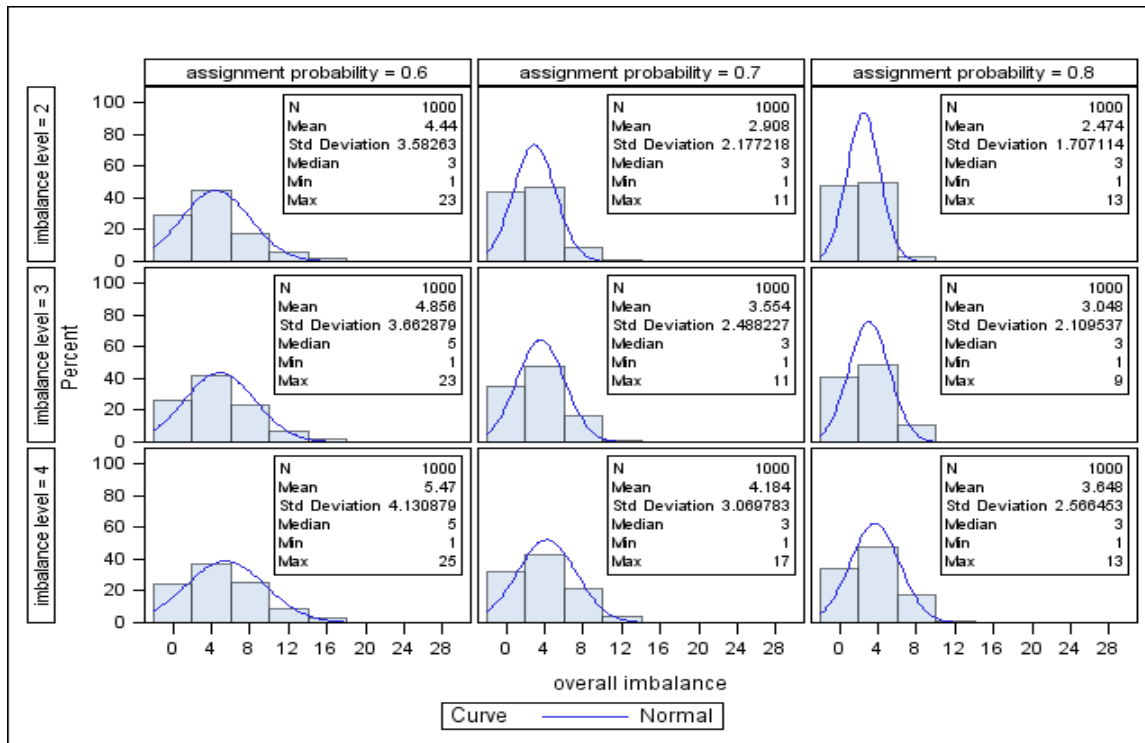 assignment probability = 0.6 assignment probability = 0.7 assignment probability = 0.8
imbalance level = 2
100
80
60
40
20
0
N 1000
Mean 4.44
Std Deviation 3.58263
Median 3
Min 1
Max 23
N 1000
Mean 2.908
Std Deviation 2.177218
Median 3
Min 1
Max 11
N 1000
Mean 2.474
Std Deviation 1.707114
Median 3
Min 1
Max 13
imbalance level = 3
Percent
100
80
60
40
20
0
N 1000
Mean 4.856
Std Deviation 3.662879
Median 5
Min 1
Max 23
N 1000
Mean 3.554
Std Deviation 2.488227
Median 3
Min 1
Max 11
N 1000
Mean 3.048
Std Deviation 2.109537
Median 3
Min 1
Max 9
imbalance level = 4
100
80
60
40
20
0
N 1000
Mean 5.47
Std Deviation 4.130879
Median 5
Min 1
Max 25
N 1000
Mean 4.184
Std Deviation 3.069783
Median 3
Min 1
Max 17
N 1000
Mean 3.648
Std Deviation 2.566453
Median 3
Min 1
Max 13
0 4 8 12 16 20 24 28 0 4 8 12 16 20 24 28 0 4 8 12 16 20 24 28
overall imbalance
Curve Normal